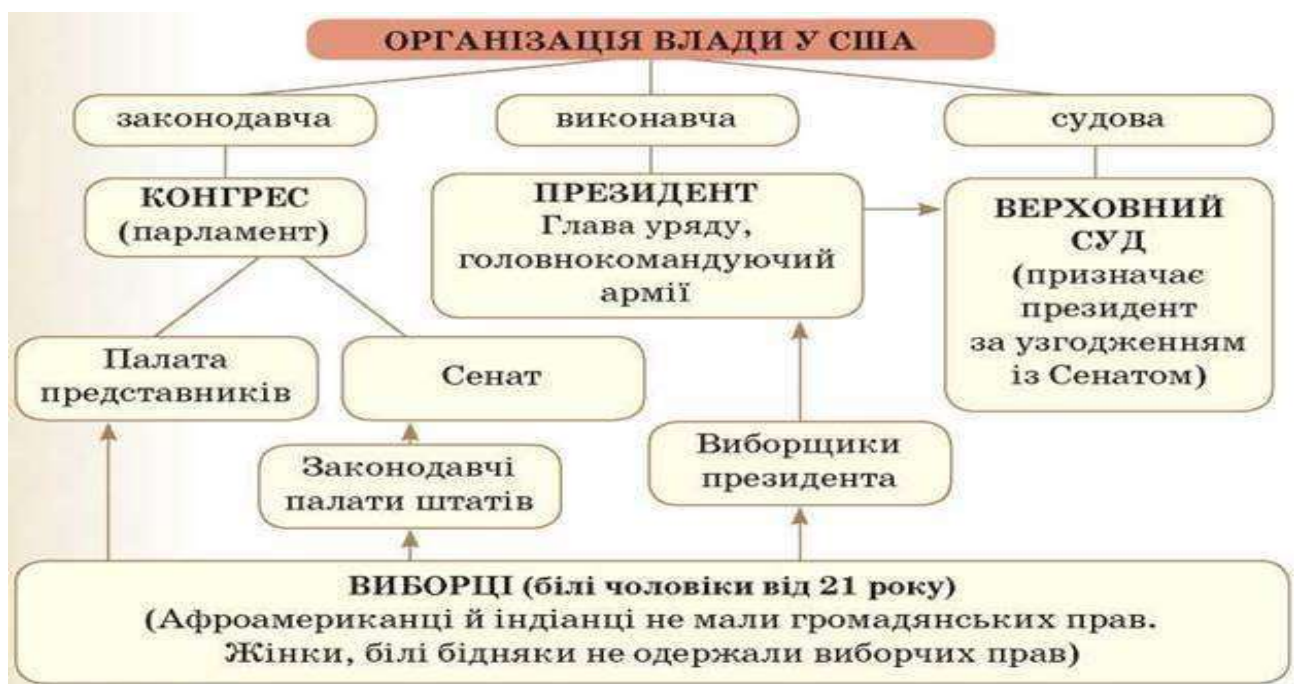 ОРГАНІЗАЦІЯ ВЛАДИ У США
законодавча
виконавча
судова
КОНГРЕС
(парламент)
ПРЕЗИДЕНТ
Глава уряду,
головнокомандуючий
армії
ВЕРХОВНИЙ
СУД
(призначає
президент
за узгодженням
із Сенатом)
Палата
представників
Сенат
Законодавчі
палати штатів
Виборщики
президента
ВИБОРЦІ (білі чоловіки від 21 року)
(Афроамериканці й індіанці не мали громадянських прав.
Жінки, білі бідняки не одержали виборчих прав)